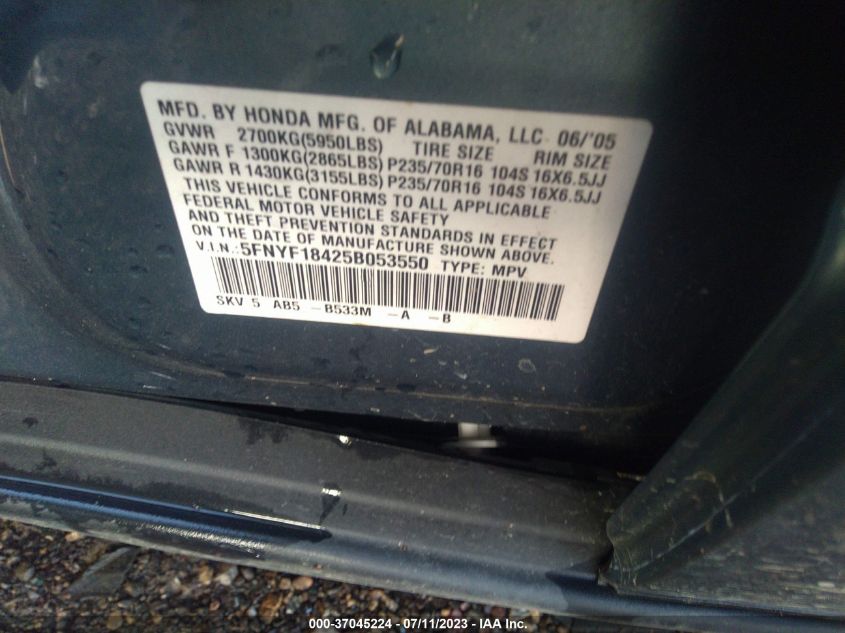 MFD. BY HONDA MFG. OF ALABAMA, LLC 06/'05
GVWR 2700KG(5950LBS) TIRE SIZE RIM SIZE
GAWR F 1300KG(2865LBS) P235/70R16 104S 16X6.5JJ
GAWR R 1430KG(3155LBS) P235/70R16 104S 16X6.5JJ
THIS VEHICLE CONFORMS TO ALL APPLICABLE
FEDERAL MOTOR VEHICLE SAFETY
AND THEFT PREVENTION STANDARDS IN EFFECT
ON THE DATE OF MANUFACTURE SHOWN ABOVE.
V.I.N.:5FNYF18425B053550 TYPE: MPV
SKV 5 AB5 -B533M -A -B
000-37045224 / 07/11/2023 / IAA Inc.